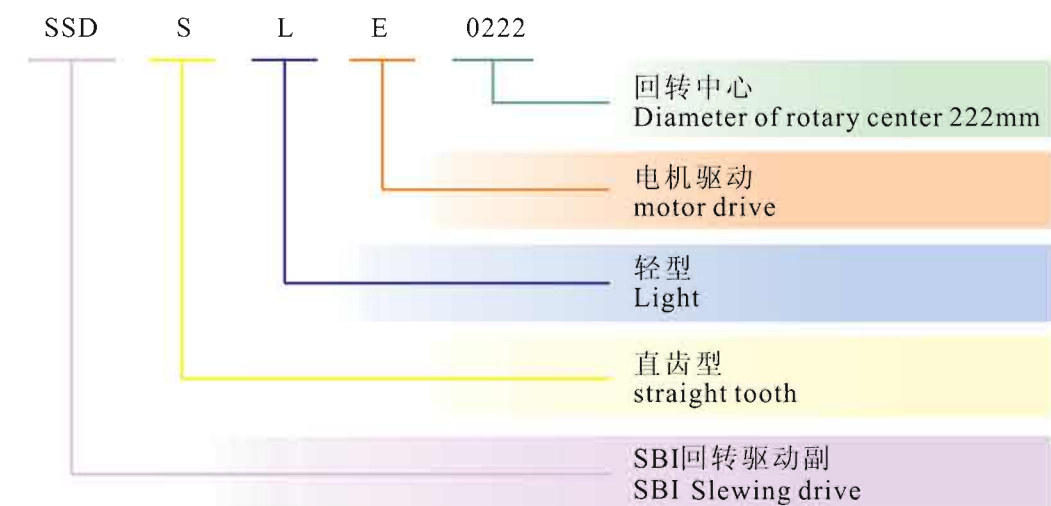 SSD S L E 0222
回转中心
Diameter of rotary center 222mm
电机驱动
motor drive
轻型
Light
直齿型
straight tooth
SBI回转驱动副
SBI Slewing drive